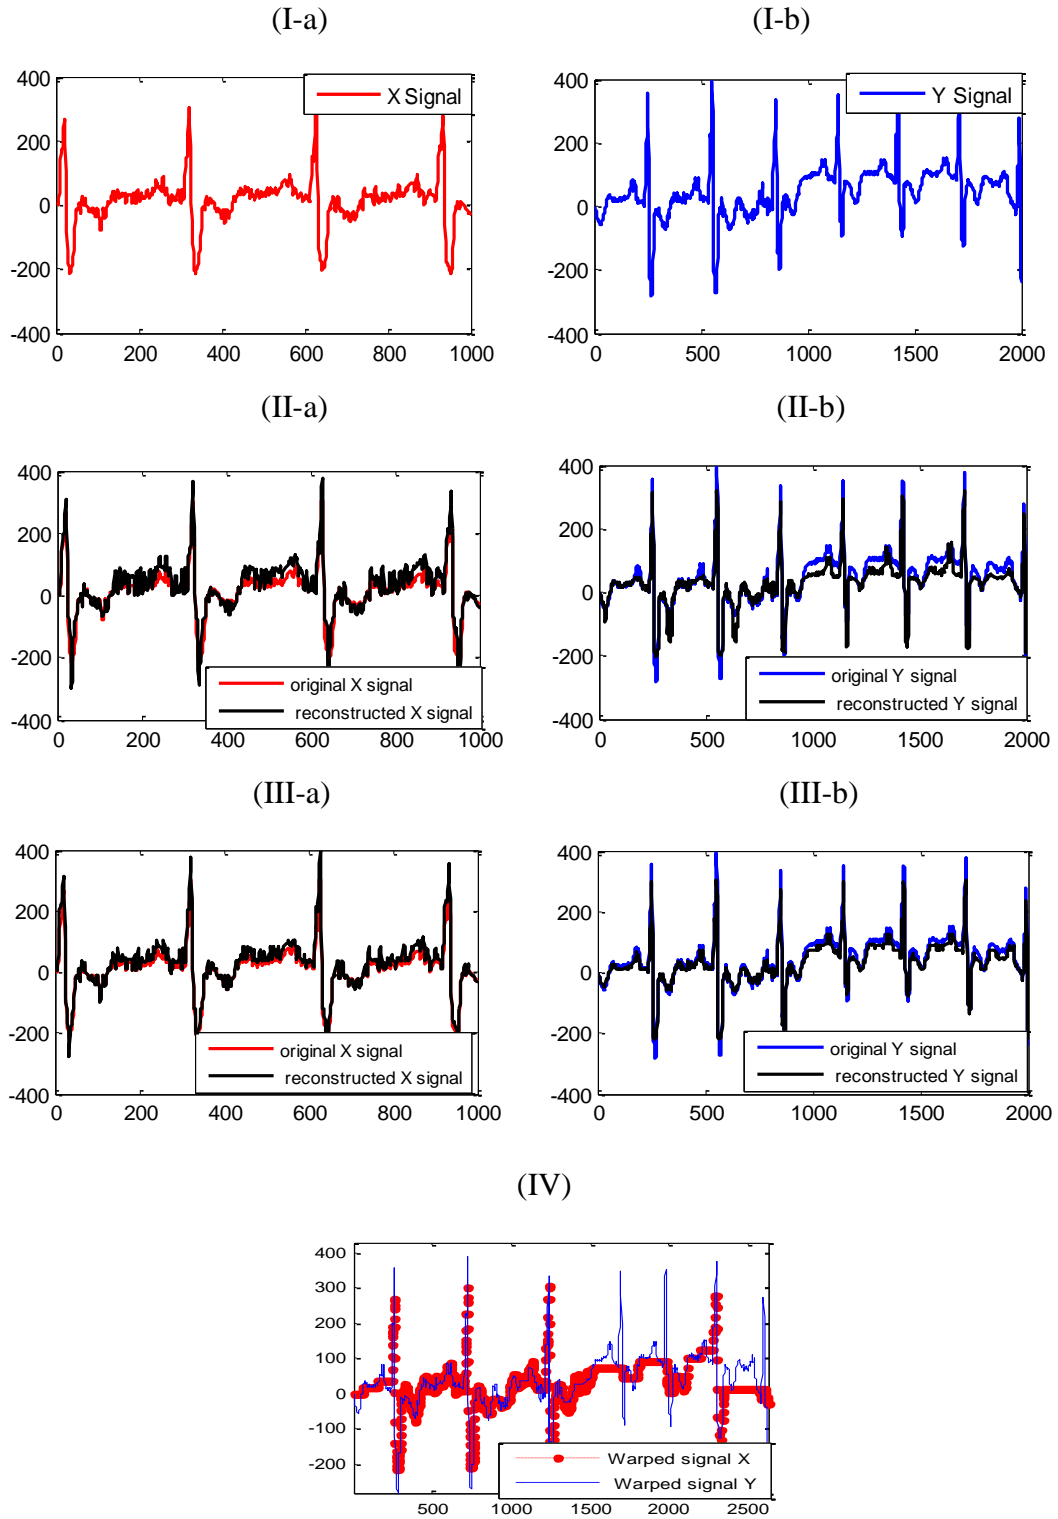 (I-a)
(I-b)
400
200
0
-200
-400
0 200 400 600 800 1000
X Signal
400
200
0
-200
-400
0 500 1000 1500 2000
Y Signal
(II-a)
(II-b)
400
200
0
-200
-400
0 200 400 600 800 1000
original X signal
reconstructed X signal
400
200
0
-200
-400
0 500 1000 1500 2000
original Y signal
reconstructed Y signal
(III-a)
(III-b)
400
200
0
-200
-400
0 200 400 600 800 1000
original X signal
reconstructed X signal
400
200
0
-200
-400
0 500 1000 1500 2000
original Y signal
reconstructed Y signal
(IV)
400
300
200
100
0
-100
-200
500 1000 1500 2000 2500
Warped signal X
Warped signal Y